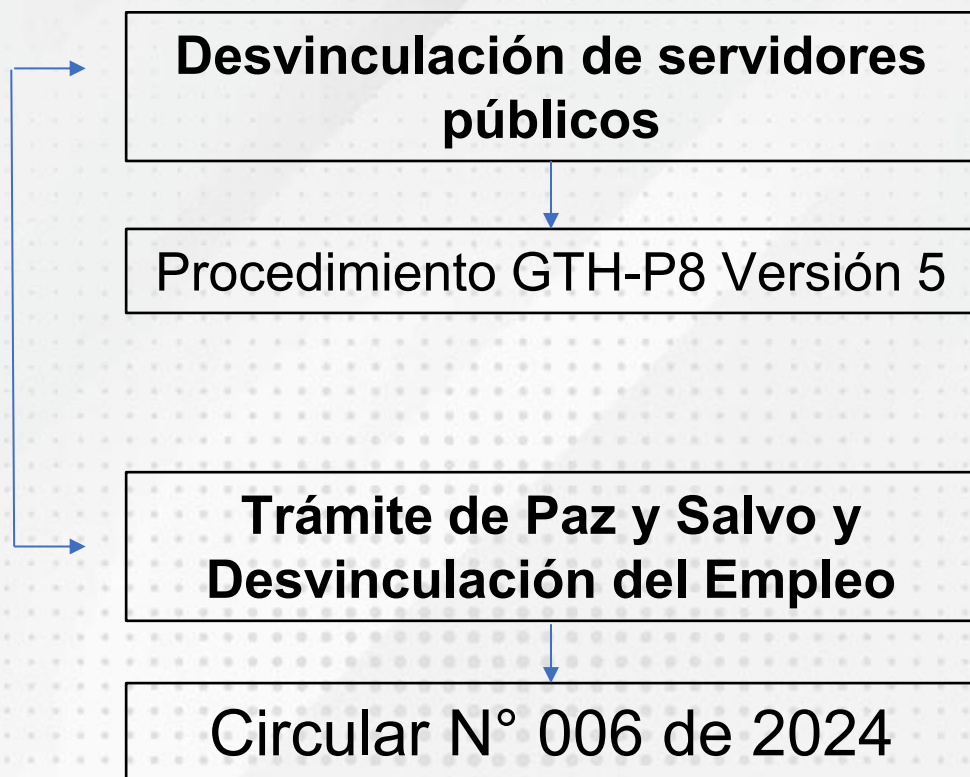 Desvinculación de servidores
públicos
Procedimiento GTH-P8 Versión 5
Trámite de Paz y Salvo y
Desvinculación del Empleo
Circular N° 006 de 2024